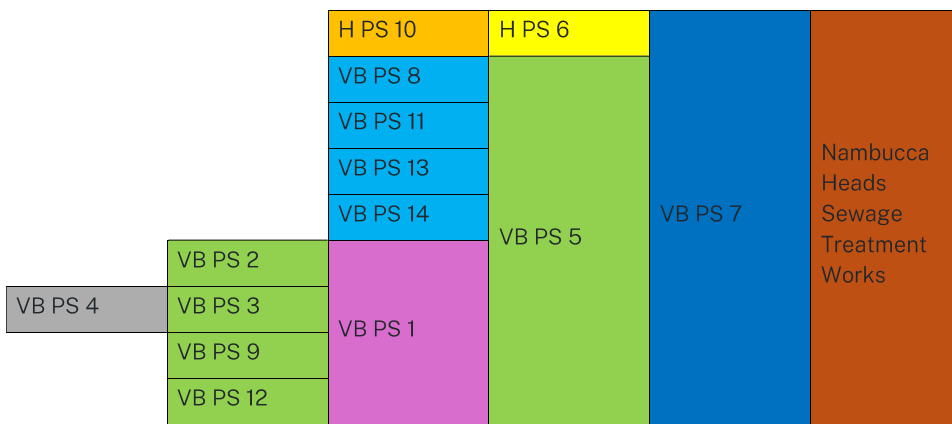 H PS 10
H PS 6
VB PS 8
VB PS 11
VB PS 13
VB PS 14
VB PS 5
VB PS 7
Nambucca
Heads
Sewage
Treatment
Works
VB PS 2
VB PS 4
VB PS 3
VB PS 1
VB PS 9
VB PS 12